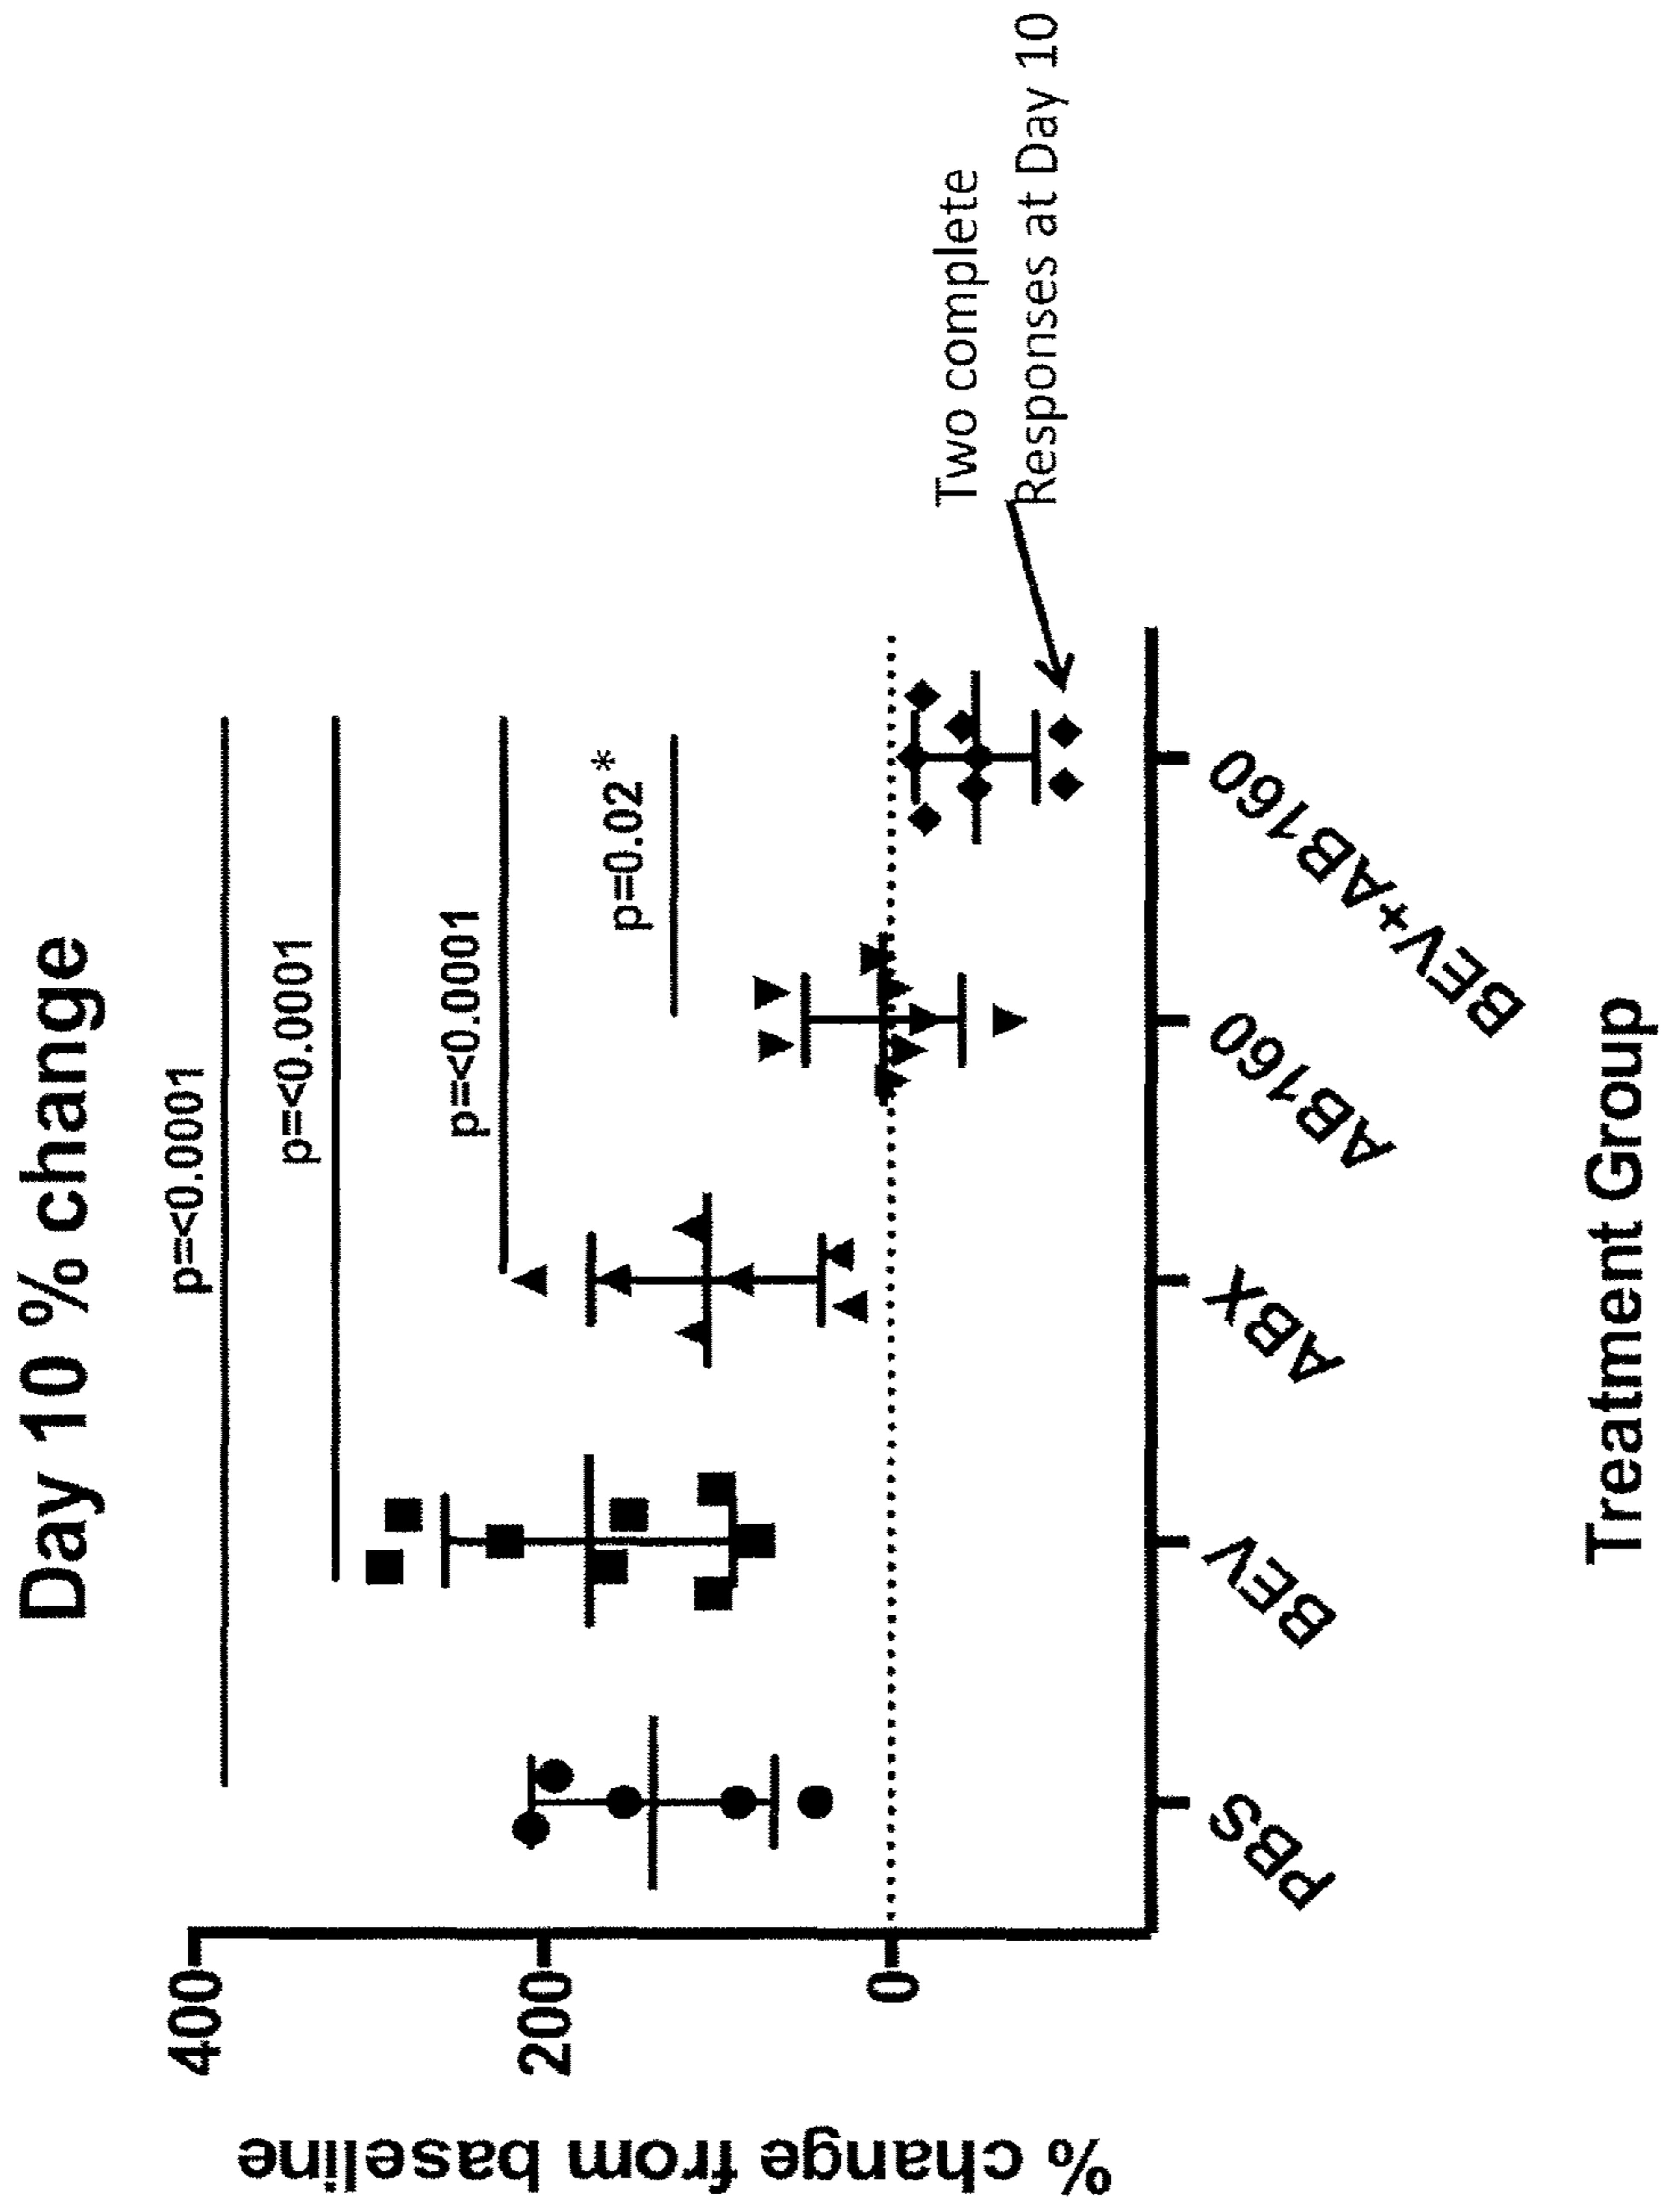 Day 10 % change
p=<0.0001
p=<0.0001
p=<0.0001
p=0.02*
400
200
0
% change from baseline
Two complete
Responses at Day 10
PBS
BEV
ABX
AB160
BEV+AB160
Treatment Group